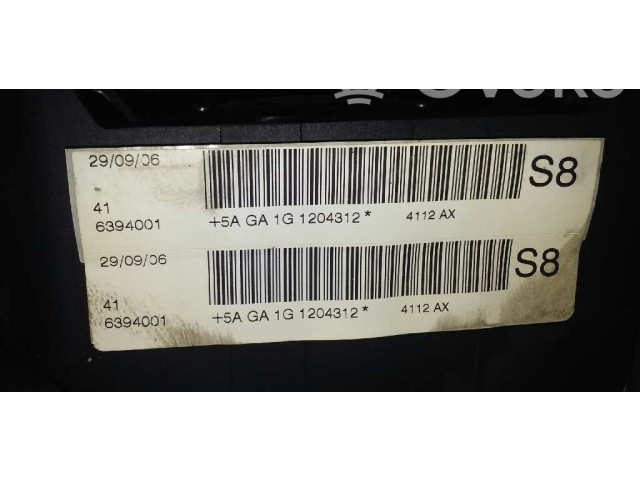 29/09/06
S8
41
6394001
+5A GA 1G 1204312 *
4112 AX
29/09/06
S8
41
6394001
+5A GA 1G 1204312 *
4112 AX